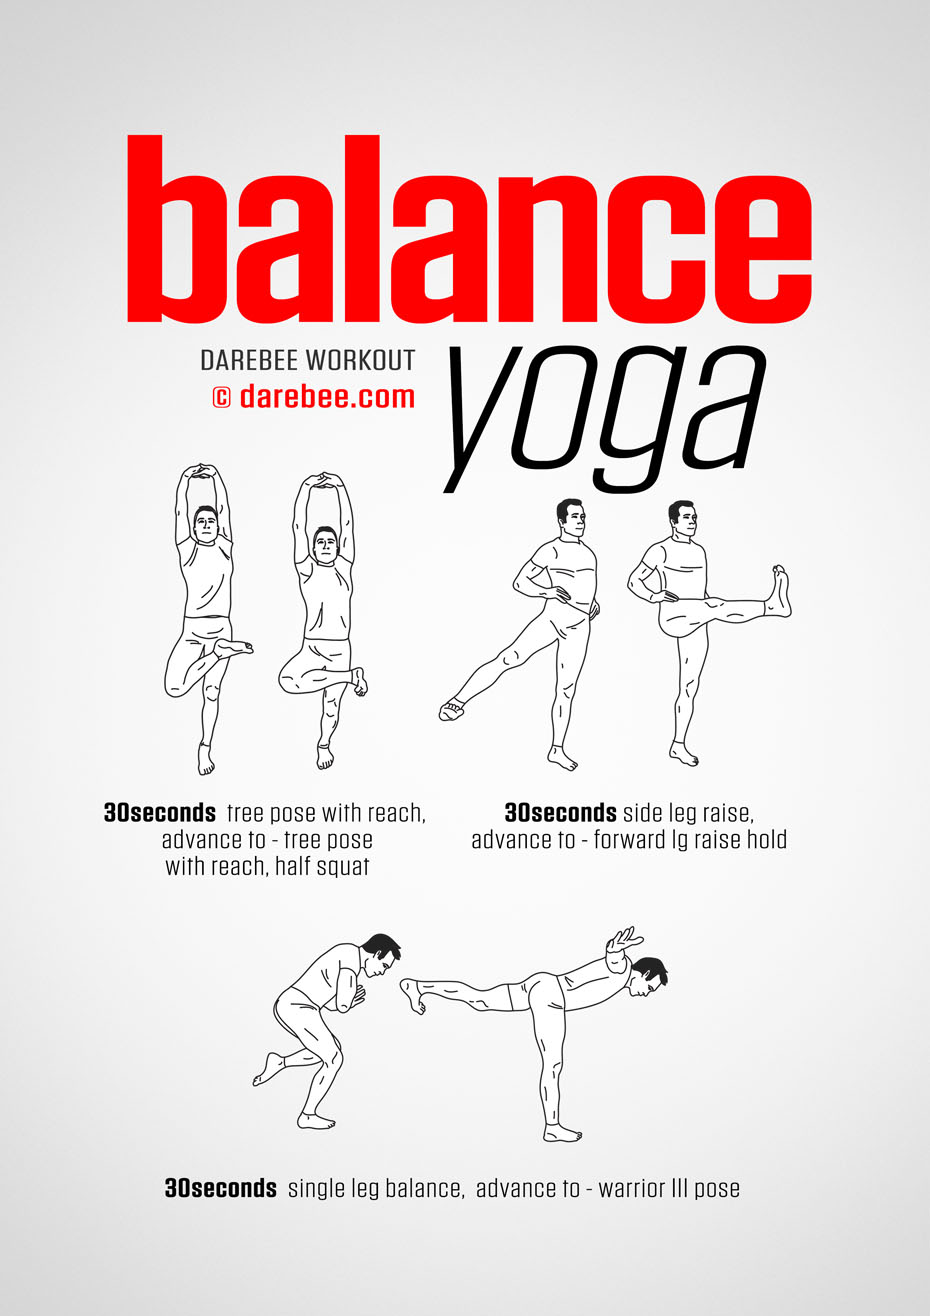 balance
yoga
DAREBEE WORKOUT
© darebee.com
30seconds tree pose with reach,
advance to - tree pose
with reach, half squat
30seconds side leg raise,
advance to - forward lg raise hold
30seconds single leg balance, advance to - warrior III pose